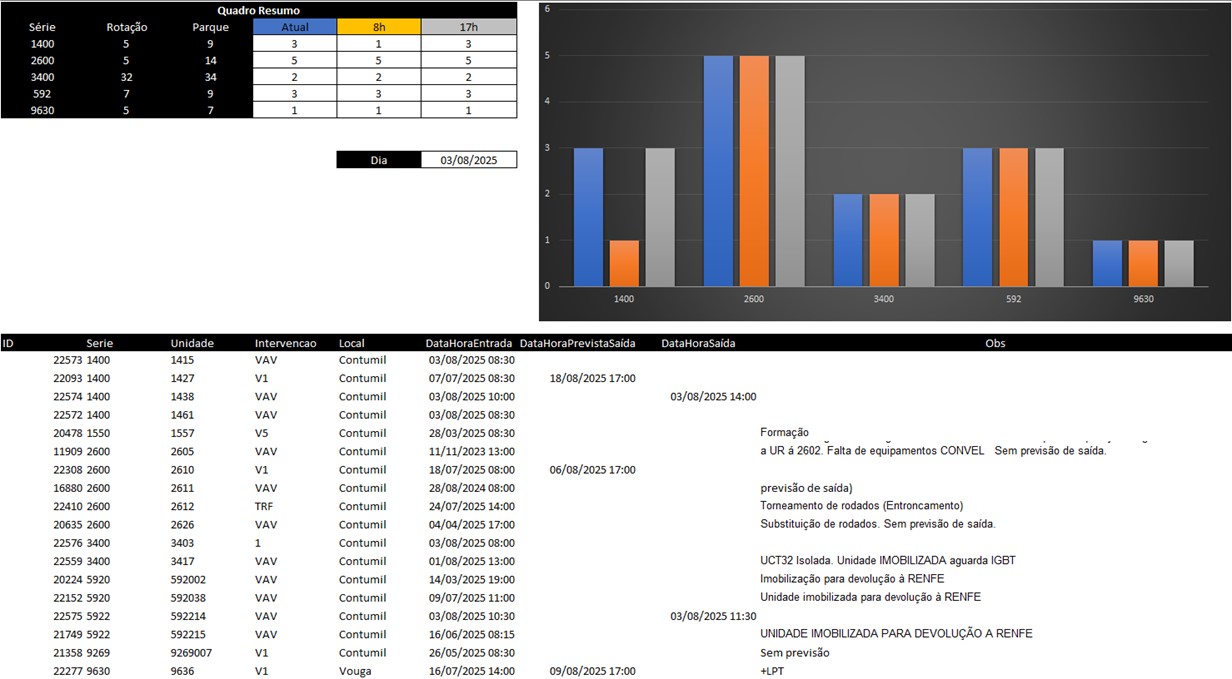 Quadro Resumo
Série Rotação Parque Atual 8h 17h
1400 5 9 3 1 3
2600 5 14 5 5 5
3400 32 34 2 2 2
592 7 9 3 3 3
9630 5 7 1 1 1
Dia 03/08/2025
6
5
4
3
2
1
0
1400 2600 3400 592 9630
ID Serie Unidade Intervencao Local DataHoraEntrada DataHoraPrevistaSaída DataHoraSaída Obs
22573 1400 1415 VAV Contumil 03/08/2025 08:30
22093 1400 1427 V1 Contumil 07/07/2025 08:30 18/08/2025 17:00
22574 1400 1438 VAV Contumil 03/08/2025 10:00 03/08/2025 14:00
22572 1400 1461 VAV Contumil 03/08/2025 08:30
20478 1550 1557 V5 Contumil 28/03/2025 08:30 Formação
11909 2600 2605 VAV Contumil 11/11/2023 13:00 a UR á 2602. Falta de equipamentos CONVEL Sem previsão de saída.
22308 2600 2610 V1 Contumil 18/07/2025 08:00 06/08/2025 17:00
16880 2600 2611 VAV Contumil 28/08/2024 08:00 previsão de saída)
22410 2600 2612 TRF Contumil 24/07/2025 14:00 Torneamento de rodados (Entroncamento)
20635 2600 2626 VAV Contumil 04/04/2025 17:00 Substituição de rodados. Sem previsão de saída.
22576 3400 3403 1 Contumil 03/08/2025 08:00
22559 3400 3417 VAV Contumil 01/08/2025 13:00 UCT32 Isolada. Unidade IMOBILIZADA aguarda IGBT
20224 5920 592002 VAV Contumil 14/03/2025 19:00 Imobilização para devolução à RENFE
22152 5920 592038 VAV Contumil 09/07/2025 11:00 Unidade imobilizada para devolução à RENFE
22575 5922 592214 VAV Contumil 03/08/2025 10:30 03/08/2025 11:30
21749 5922 592215 VAV Contumil 16/06/2025 08:15 UNIDADE IMOBILIZADA PARA DEVOLUÇÃO A RENFE
21358 9269 9269007 V1 Contumil 26/05/2025 08:30 Sem previsão
22277 9630 9636 V1 Vouga 16/07/2025 14:00 09/08/2025 17:00 +LPT